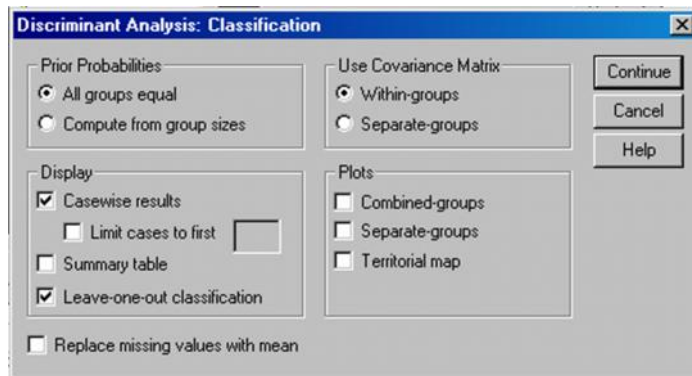 Discriminant Analysis: Classification
Prior Probabilities
All groups equal
Compute from group sizes
Use Covariance Matrix
Within-groups
Separate-groups
Continue
Cancel
Help
Display
Casewise results
Limit cases to first
Summary table
Leave-one-out classification
Plots
Combined-groups
Separate-groups
Territorial map
Replace missing values with mean